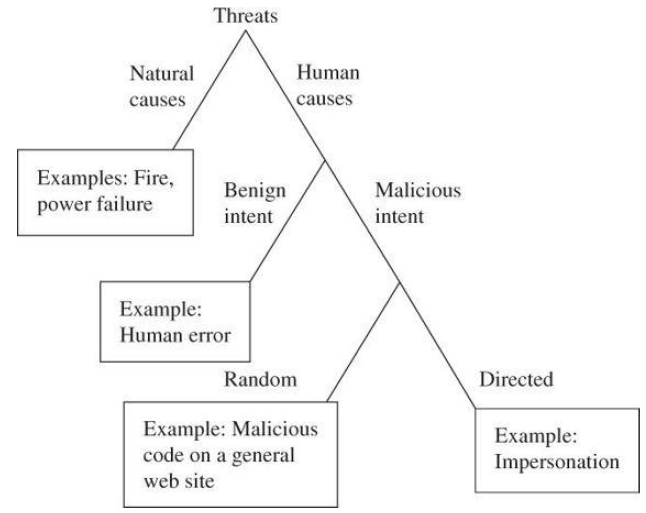 Threats
Natural
causes
Human
causes
Examples: Fire,
power failure
Benign
intent
Malicious
intent
Example:
Human error
Random
Directed
Example: Malicious
code on a general
web site
Example:
Impersonation